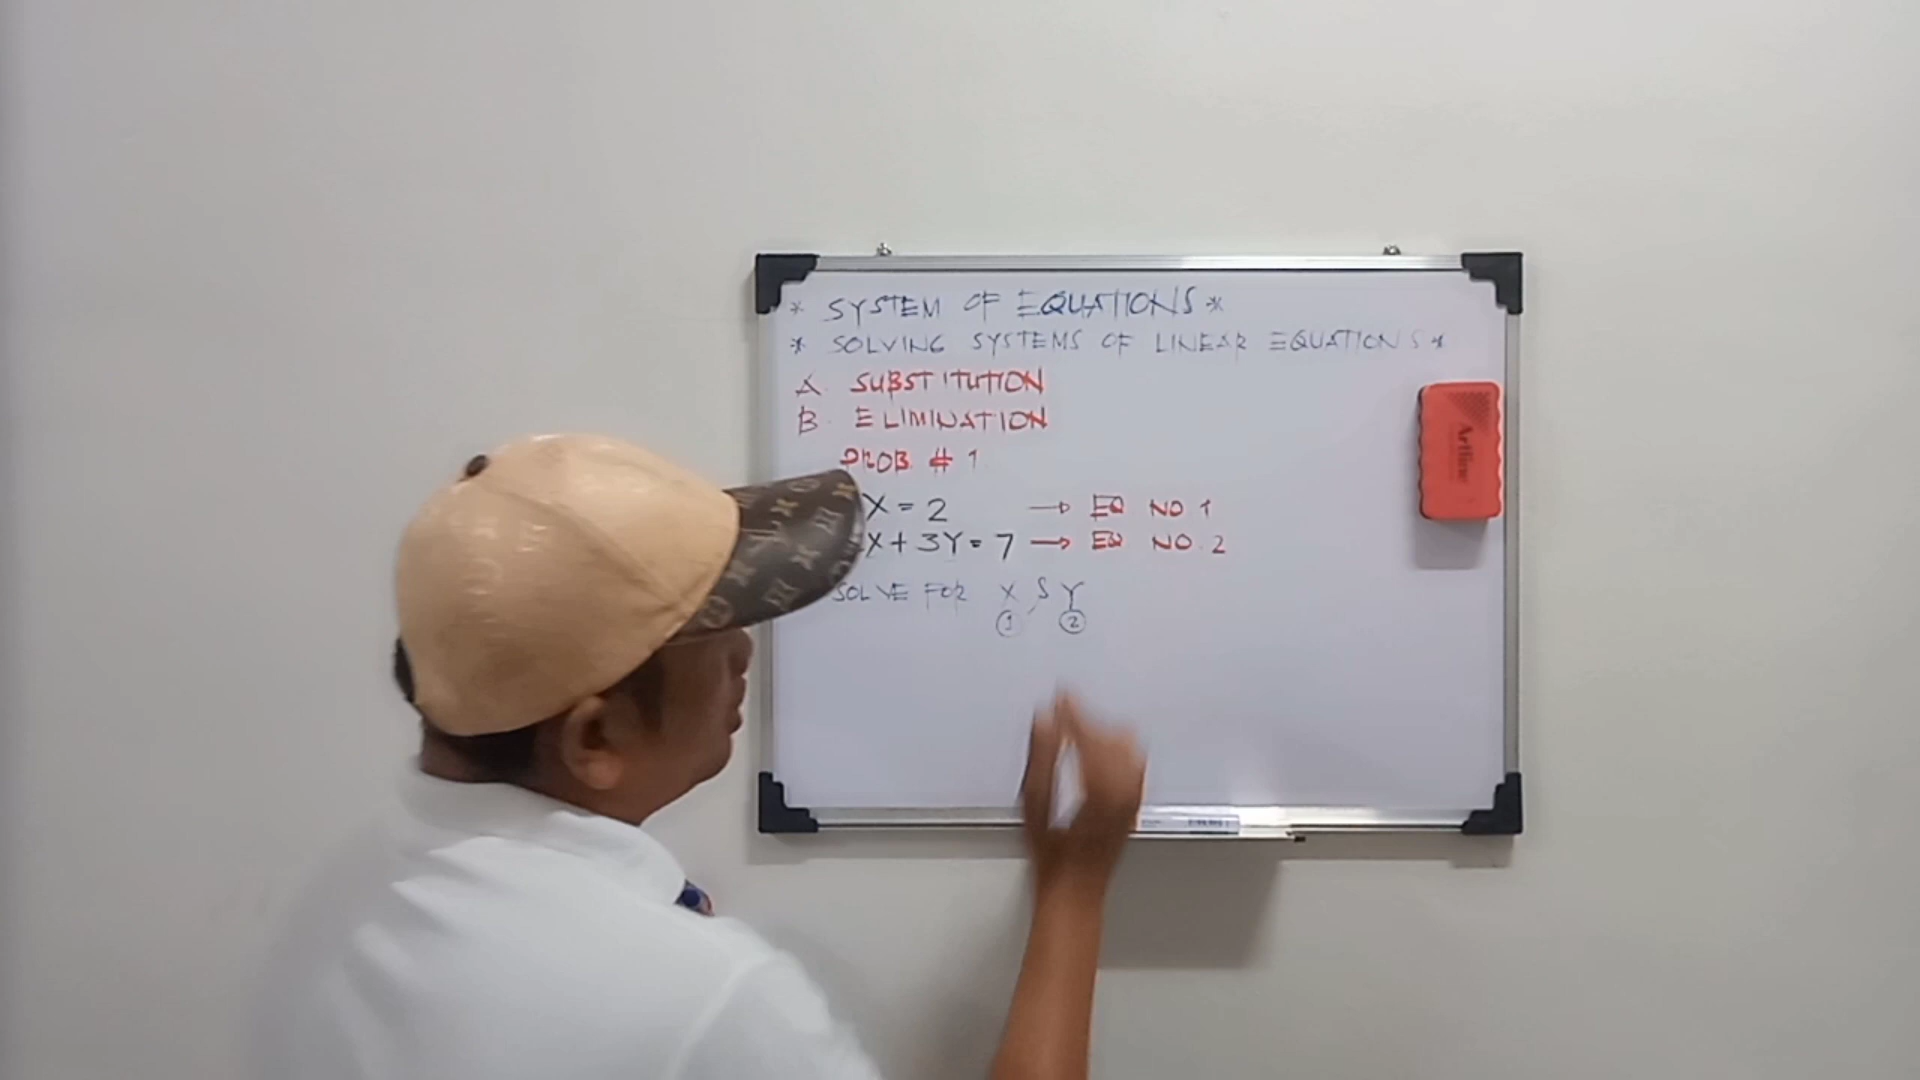 * SYSTEM OF EQUATIONS *
* SOLVING SYSTEMS OF LINEAR EQUATIONS *
A. SUBSTITUTION
B. ELIMINATION
PROB. # 1
X = 2 → EQ NO 1
X + 3Y = 7 → EQ NO. 2
SOLVE FOR X, S Y
1 2
Artline